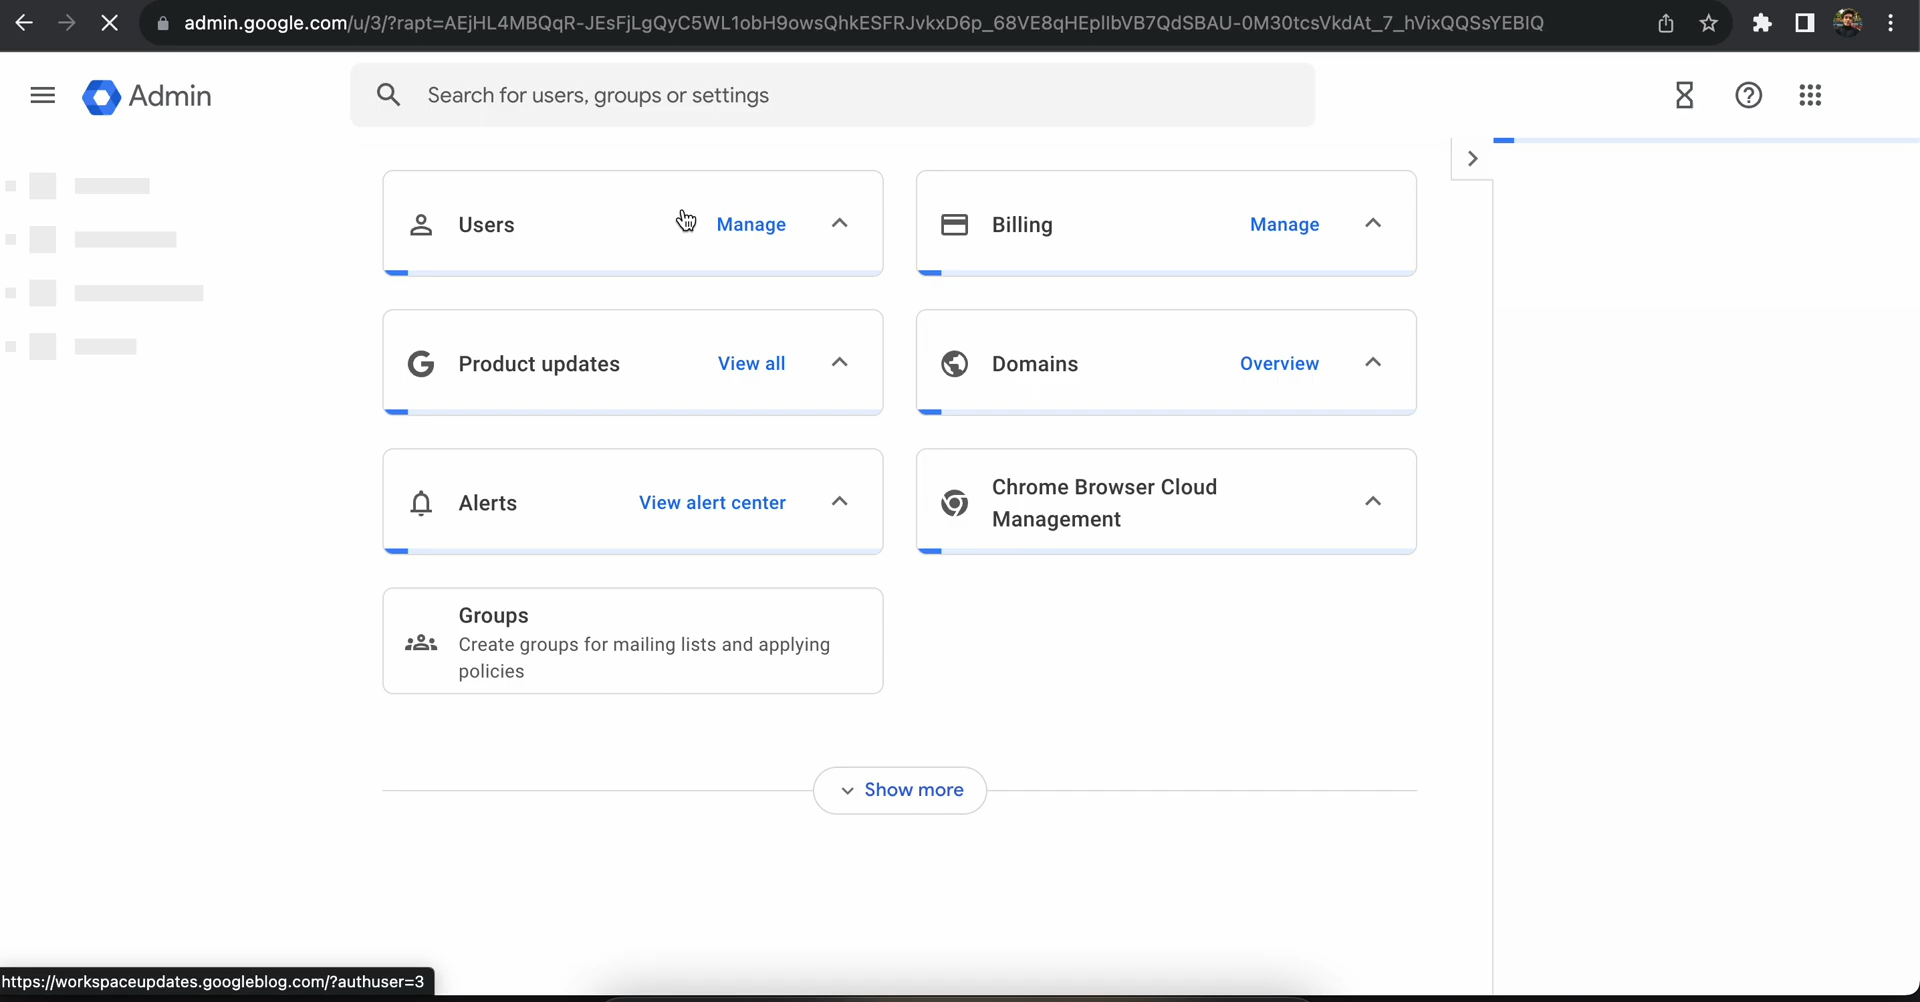 admin.google.com/u/3/?rapt=AEjHL4MBQqR-JEsFjLgQyC5WL1obH9owsQhkESFRJvkxD6p_68VE8qHEpllbVB7QdSBAU-0M30tcsVkdAt_7_hVixQQSsYEBIQ
Admin
Search for users, groups or settings
Users Manage
Billing Manage
Product updates View all
Domains Overview
Alerts View alert center
Chrome Browser Cloud
Management
Groups
Create groups for mailing lists and applying
policies
Show more
https://workspaceupdates.googleblog.com/?authuser=3